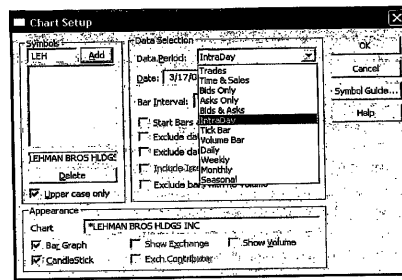 Chart Setup
Symbols
LEH
Add
LEHMAN BROS HLDGS
Delete
Upper case only
Data Selection
Data Period:
IntraDay
Trades
Time & Sales
Bids Only
Asks Only
Bids & Asks
IntraDay
Tick Bar
Volume Bar
Daily
Weekly
Monthly
Seasonal
Date: 3/17/0
Bar Interval:
Start Bars
Exclude
Exclude
Include
Exclude bars with no volume
OK
Cancel
Symbol Guide...
Help
Appearance
Chart
*LEHMAN BROS HLDGS INC
Bar Graph
Show Exchange
Show Volume
CandleStick
Exch. Contributor